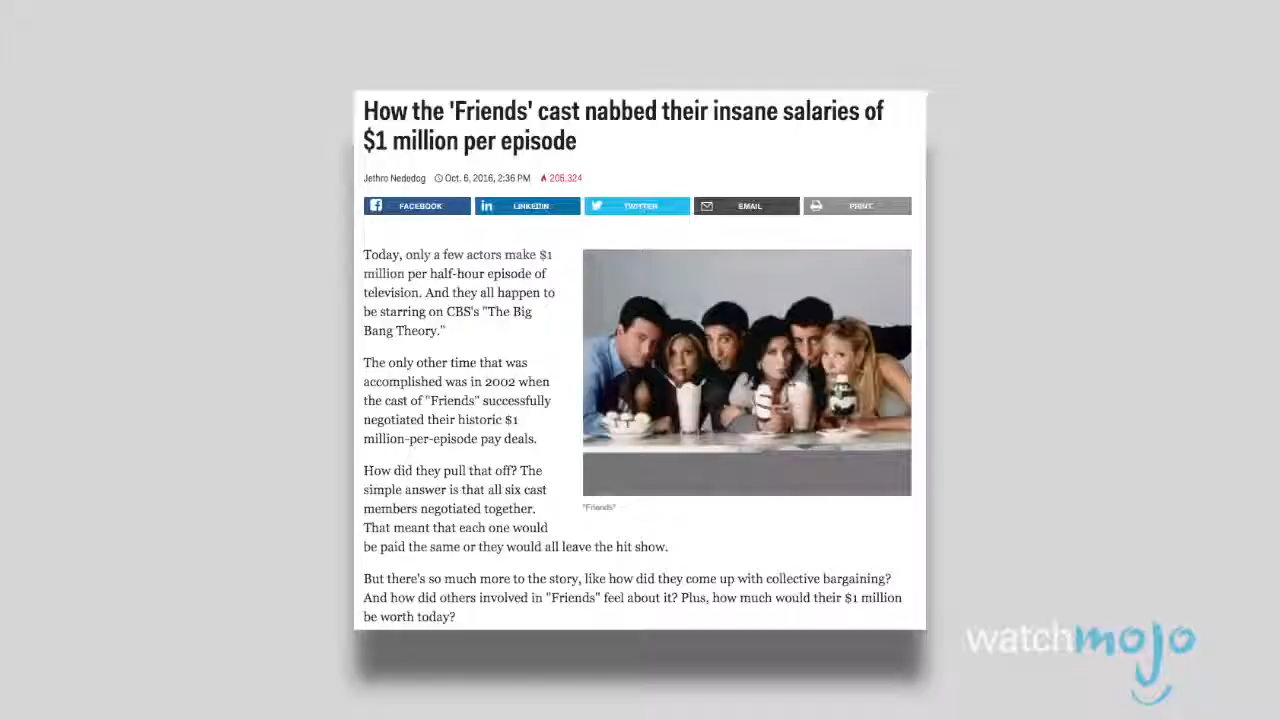 How the 'Friends' cast nabbed their insane salaries of
$1 million per episode
Jethro Nededog Oct. 6, 2016, 2:36 PM 205,324
FACEBOOK LINKEDIN TWITTER EMAIL PRINT
Today, only a few actors make $1
million per half-hour episode of
television. And they all happen to
be starring on CBS's "The Big
Bang Theory."
The only other time that was
accomplished was in 2002 when
the cast of "Friends" successfully
negotiated their historic $1
million-per-episode pay deals.
How did they pull that off? The
simple answer is that all six cast
members negotiated together.
That meant that each one would
be paid the same or they would all leave the hit show.
"Friends"
But there's so much more to the story, like how did they come up with collective bargaining?
And how did others involved in "Friends" feel about it? Plus, how much would their $1 million
be worth today?
watchmojo